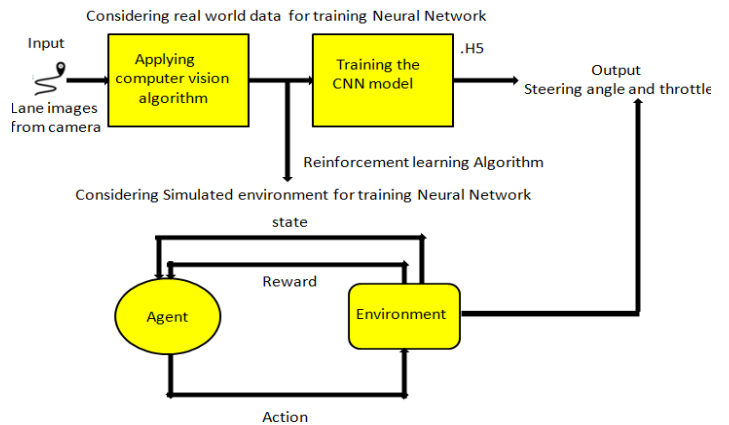 Considering real world data for training Neural Network
Input
Lane images
from camera
Applying
computer vision
algorithm
Training the
CNN model
.H5
Output
Steering angle and throttle
Reinforcement learning Algorithm
Considering Simulated environment for training Neural Network
state
Reward
Agent
Environment
Action